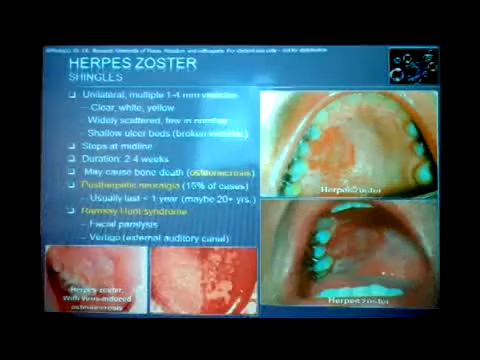 HERPES ZOSTER
SHINGLES
Unilateral, multiple 1-4 mm vesicles
– Clear, white, yellow
– Widely scattered, few in number
– Shallow ulcer beds (broken vesicles)
Stops at midline
Duration: 2-4 weeks
May cause bone death (osteonecrosis)
Postherpetic neuralgia (15% of cases)
– Usually last < 1 year (maybe 20+ yrs.)
Ramsay Hunt syndrome
– Facial paralysis
– Vertigo (external auditory canal)
Herpes zoster,
With virus-induced
osteonecrosis
Herpes zoster
Herpes zoster